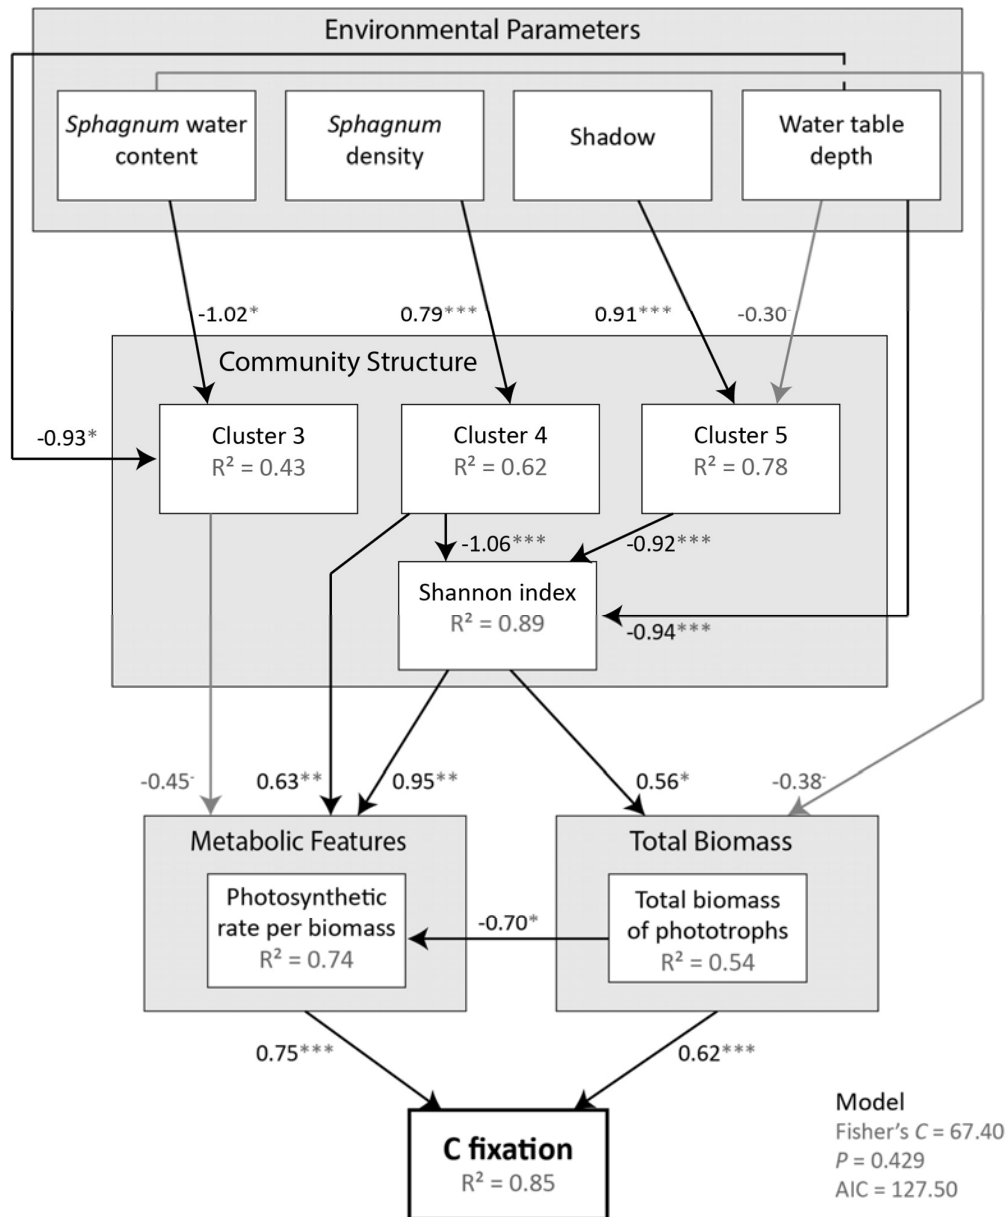 Environmental Parameters
Sphagnum water
content
Sphagnum
density
Shadow
Water table
depth
-1.02*
0.79***
0.91***
-0.30-
Community Structure
-0.93*
Cluster 3
R² = 0.43
Cluster 4
R² = 0.62
Cluster 5
R² = 0.78
-1.06***
-0.92***
Shannon index
R² = 0.89
-0.94***
-0.45-
0.63**
0.95**
0.56*
-0.38-
Metabolic Features
Photosynthetic
rate per biomass
R² = 0.74
-0.70*
Total Biomass
Total biomass
of phototrophs
R² = 0.54
0.75***
0.62***
C fixation
R² = 0.85
Model
Fisher's C = 67.40
P = 0.429
AIC = 127.50